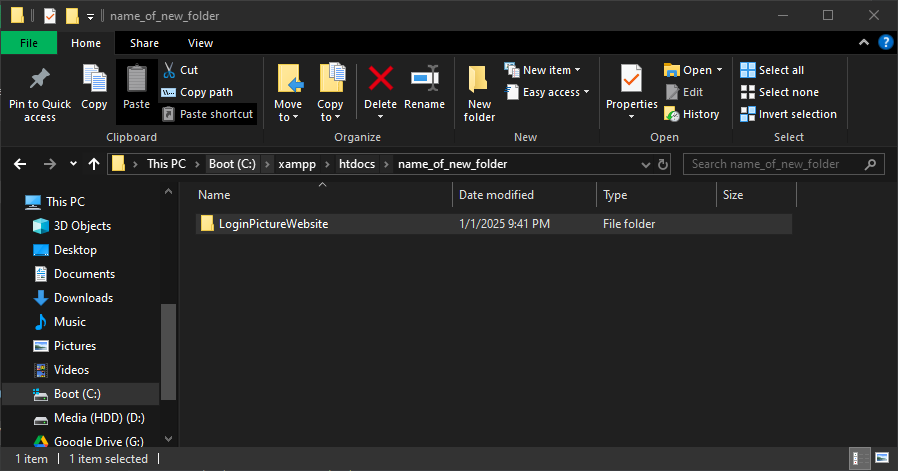 name_of_new_folder
File Home Share View
Pin to Quick access
Copy
Paste
Cut
Copy path
Paste shortcut
Clipboard
Move to
Copy to
Delete
Rename
Organize
New folder
New item
Easy access
New
Properties
Open
Edit
History
Open
Select all
Select none
Invert selection
Select
This PC > Boot (C:) > xampp > htdocs > name_of_new_folder
Search name_of_new_folder
Name Date modified Type Size
LoginPictureWebsite 1/1/2025 9:41 PM File folder
This PC
3D Objects
Desktop
Documents
Downloads
Music
Pictures
Videos
Boot (C:)
Media (HDD) (D:)
Google Drive (G:)
1 item 1 item selected